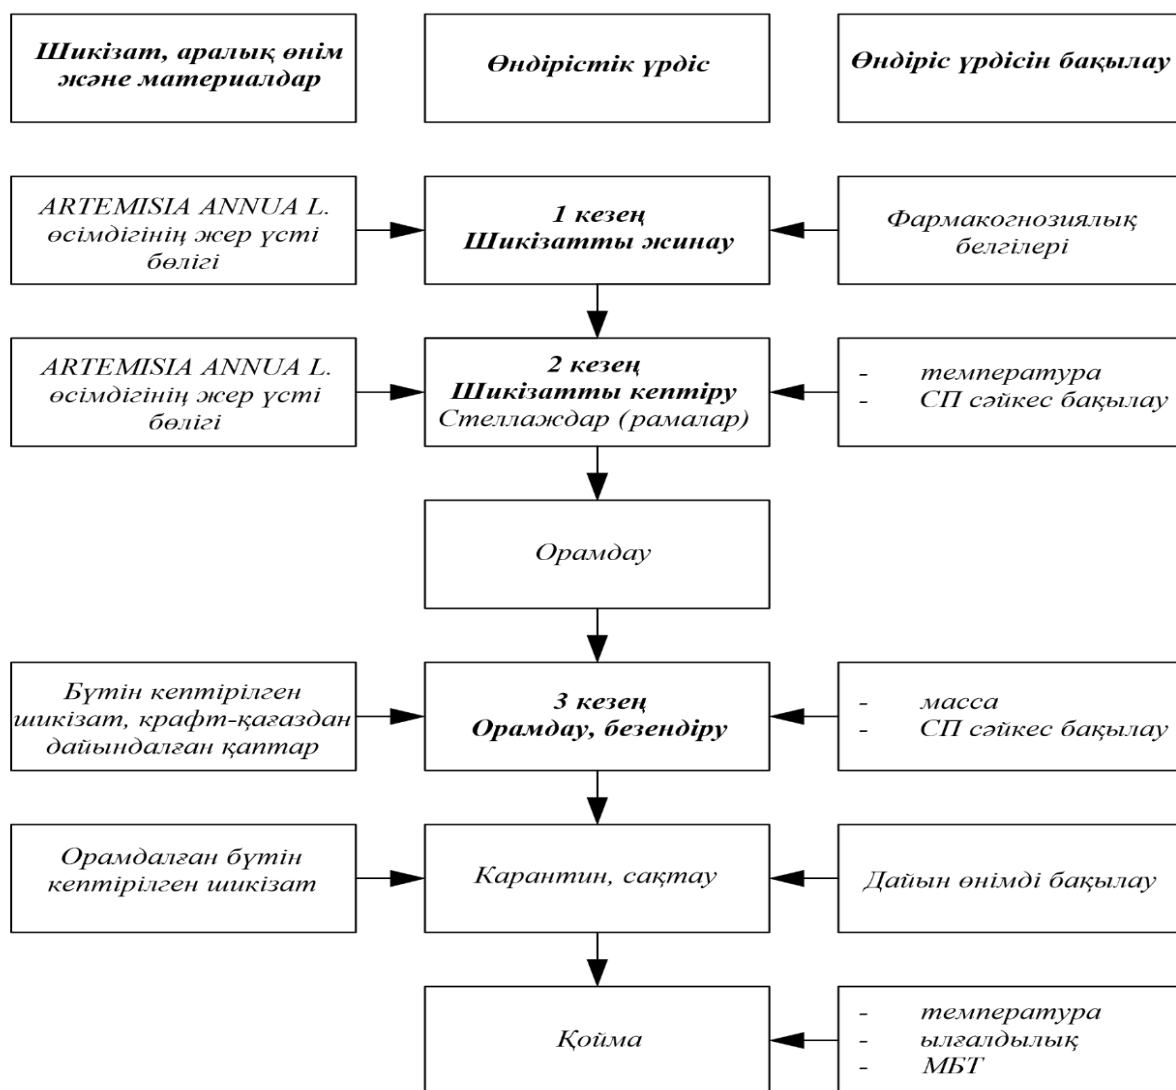 Шикізат, аралық өнім
және материалдар
Өндірістік үрдіс
Өндіріс үрдісін бақылау
ARTEMISIA ANNUA L.
өсімдігінің жер үсті
бөлігі
1 кезең
Шикізатты жинау
Фармакогнозиялық
белгілері
ARTEMISIA ANNUA L.
өсімдігінің жер үсті
бөлігі
2 кезең
Шикізатты кептіру
Стеллаждар (рамалар)
- температура
- СП сәйкес бақылау
Орамдау
Бүтін кептірілген
шикізат, крафт-қағаздан
дайындалған қаптар
3 кезең
Орамдау, безендіру
- масса
- СП сәйкес бақылау
Орамдалған бүтін
кептірілген шикізат
Карантин, сақтау
Дайын өнімді бақылау
Қойма
- температура
- ылғалдылық
- МБТ